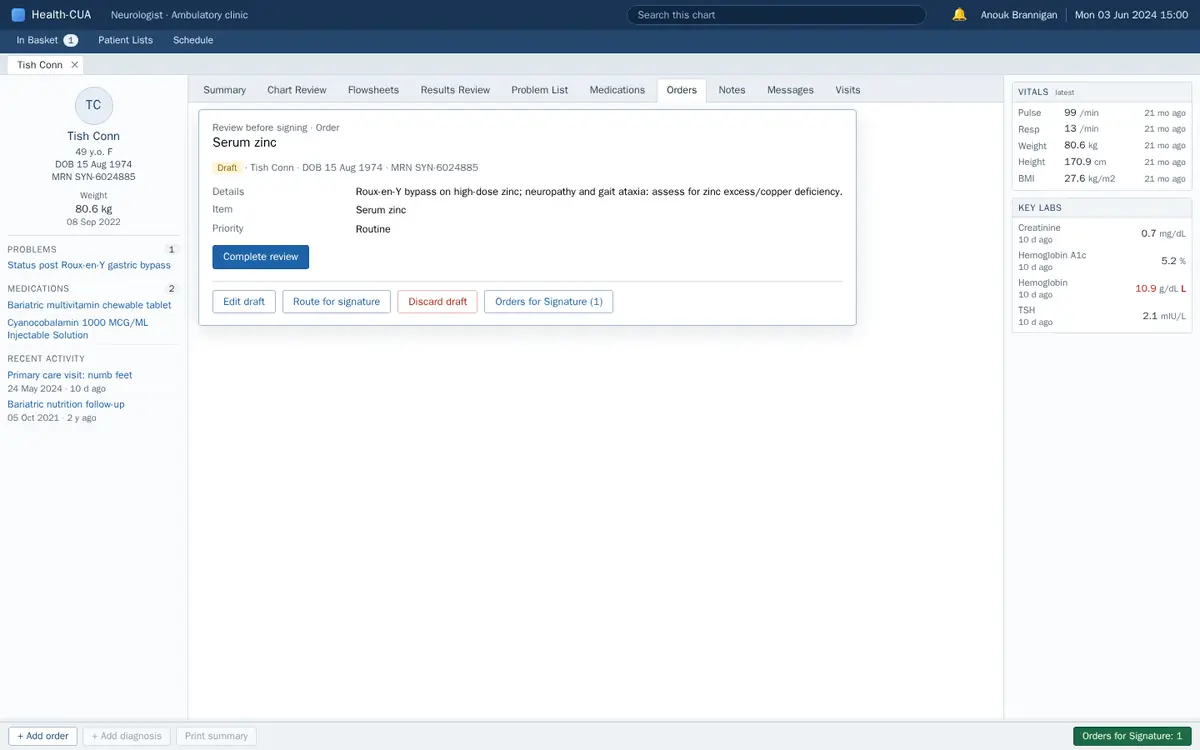 Health-CUA Neurologist · Ambulatory clinic Search this chart 🔔 Anouk Brannigan Mon 03 Jun 2024 15:00
In Basket 1 Patient Lists Schedule
Tish Conn ✕
TC
Tish Conn
49 y.o. F
DOB 15 Aug 1974
MRN SYN-6024885
Weight
80.6 kg
08 Sep 2022
PROBLEMS 1
Status post Roux-en-Y gastric bypass
MEDICATIONS 2
Bariatric multivitamin chewable tablet
Cyanocobalamin 1000 MCG/ML
Injectable Solution
RECENT ACTIVITY
Primary care visit: numb feet
24 May 2024 · 10 d ago
Bariatric nutrition follow-up
05 Oct 2021 · 2 y ago
Summary Chart Review Flowsheets Results Review Problem List Medications Orders Notes Messages Visits
Review before signing · Order
Serum zinc
Draft · Tish Conn · DOB 15 Aug 1974 · MRN SYN-6024885
Details Roux-en-Y bypass on high-dose zinc; neuropathy and gait ataxia: assess for zinc excess/copper deficiency.
Item Serum zinc
Priority Routine
Complete review
Edit draft Route for signature Discard draft Orders for Signature (1)
VITALS latest
Pulse 99 /min 21 mo ago
Resp 13 /min 21 mo ago
Weight 80.6 kg 21 mo ago
Height 170.9 cm 21 mo ago
BMI 27.6 kg/m2 21 mo ago
KEY LABS
Creatinine 0.7 mg/dL
10 d ago
Hemoglobin A1c 5.2 %
10 d ago
Hemoglobin 10.9 g/dL L
10 d ago
TSH 2.1 mIU/L
10 d ago
+ Add order + Add diagnosis Print summary Orders for Signature: 1